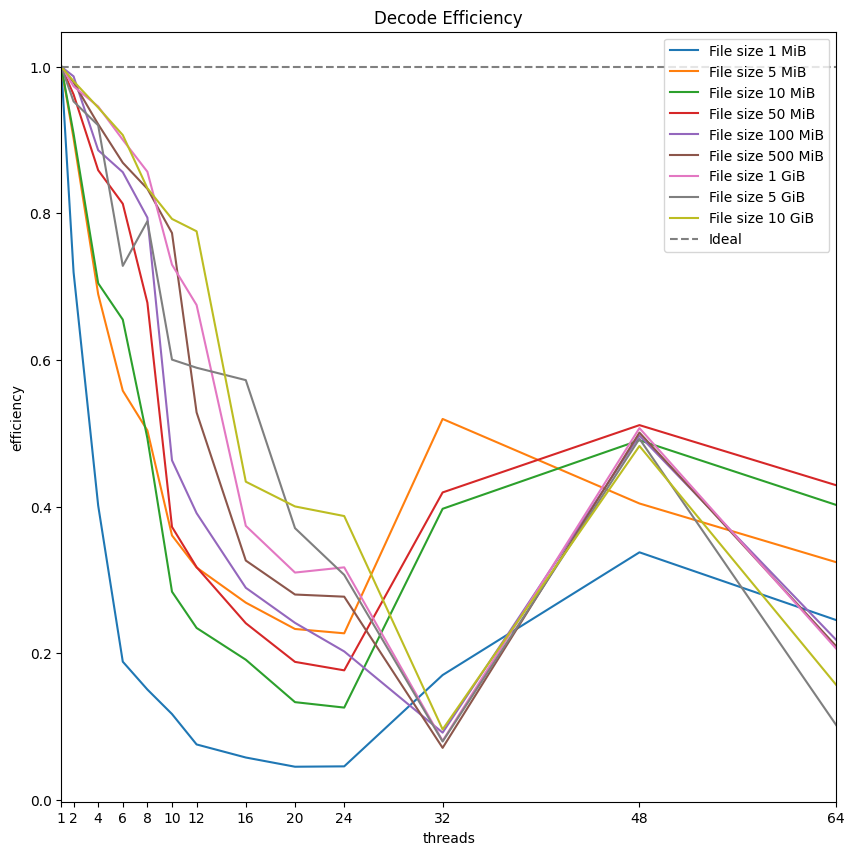 Decode Efficiency
File size 1 MiB
File size 5 MiB
File size 10 MiB
File size 50 MiB
File size 100 MiB
File size 500 MiB
File size 1 GiB
File size 5 GiB
File size 10 GiB
Ideal
efficiency
1.0
0.8
0.6
0.4
0.2
0.0
1 2 4 6 8 10 12 16 20 24 32 48 64
threads